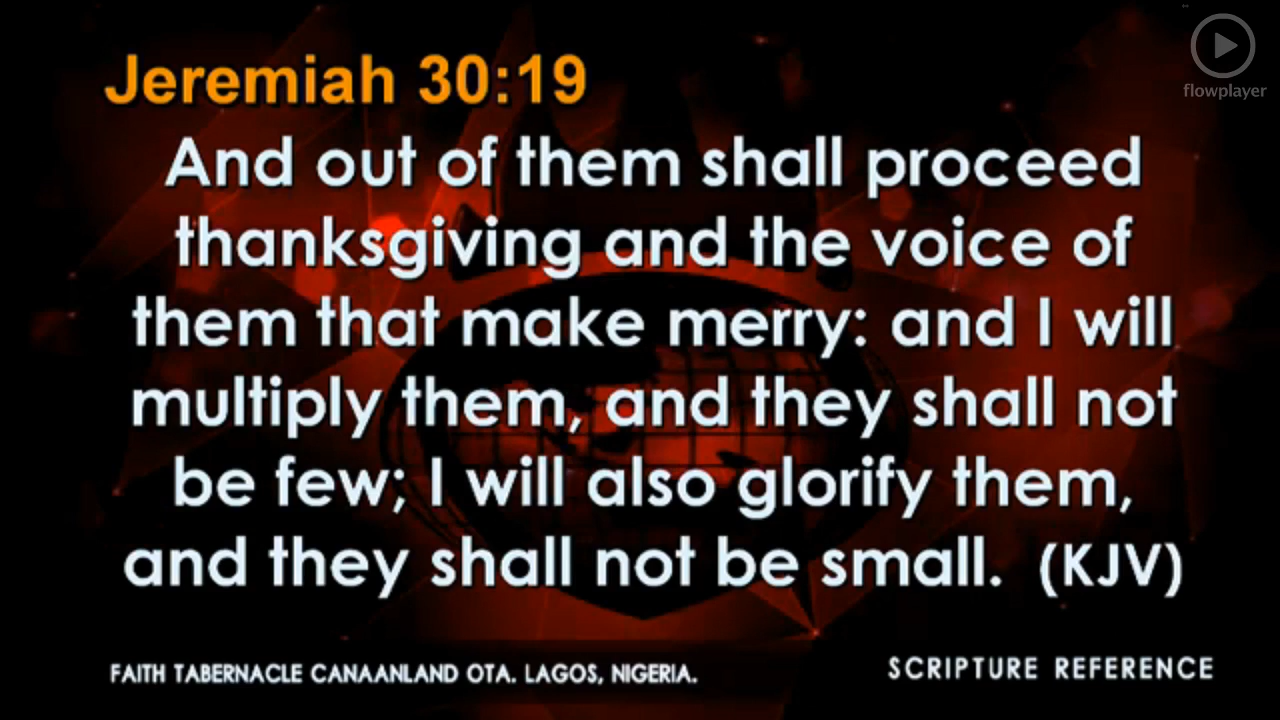 flowplayer
Jeremiah 30:19
And out of them shall proceed
thanksgiving and the voice of
them that make merry: and I will
multiply them, and they shall not
be few; I will also glorify them,
and they shall not be small. (KJV)
FAITH TABERNACLE CANAANLAND OTA. LAGOS, NIGERIA.
SCRIPTURE REFERENCE